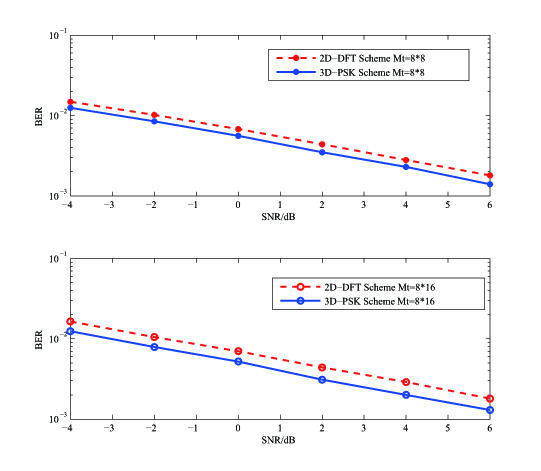 10−1
10−2
10−3
BER
2D−DFT Scheme Mt=8*8
3D−PSK Scheme Mt=8*8
−4 −3 −2 −1 0 1 2 3 4 5 6
SNR/dB
10−1
10−2
10−3
BER
2D−DFT Scheme Mt=8*16
3D−PSK Scheme Mt=8*16
−4 −3 −2 −1 0 1 2 3 4 5 6
SNR/dB